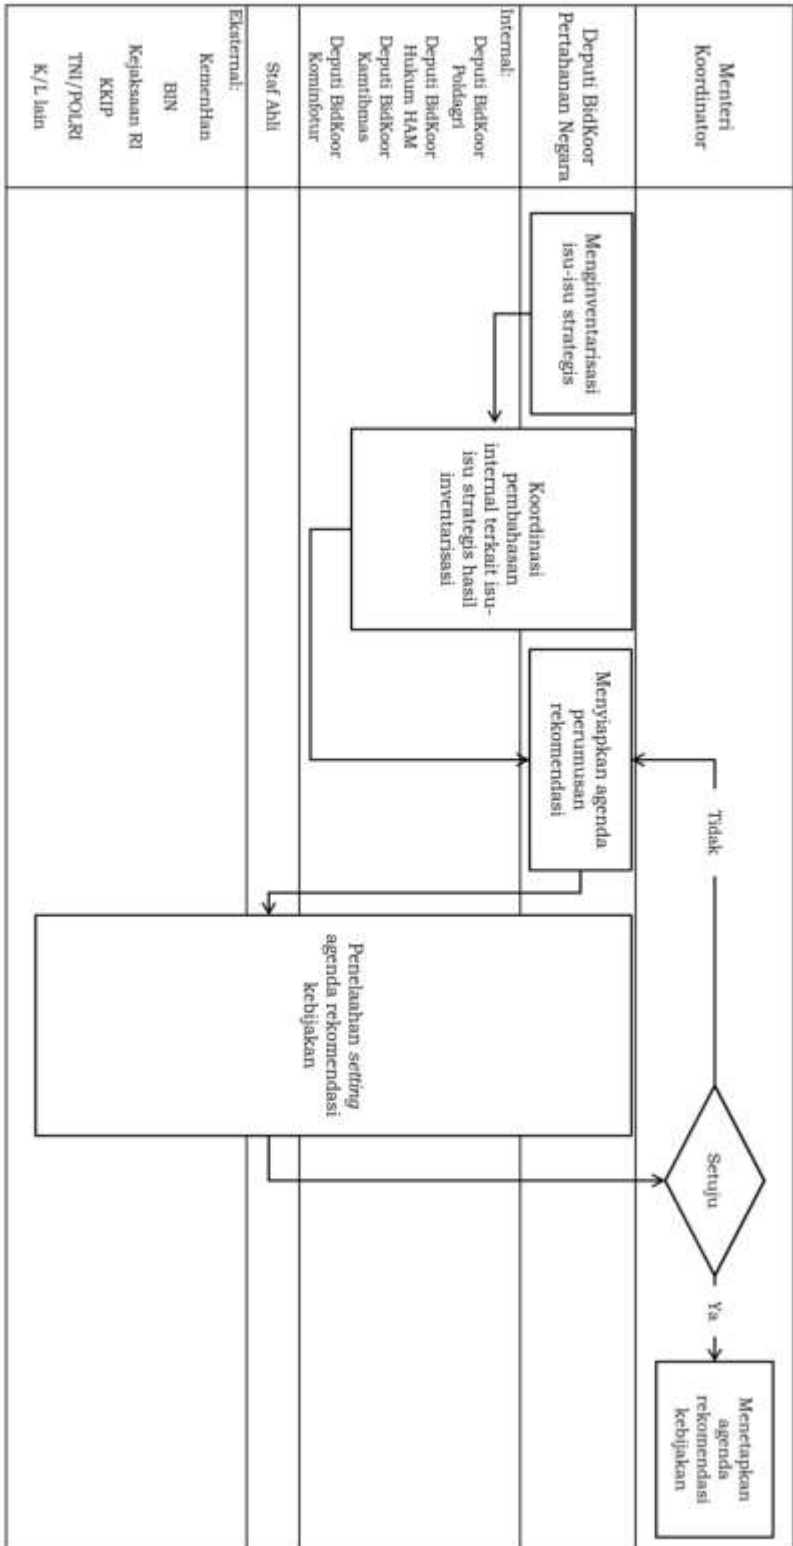 Menteri
Koordinator
Deputi BidKoor
Pertahanan Negara
Internal:
Deputi BidKoor
Poldagri
Deputi BidKoor
Hukum HAM
Deputi BidKoor
Kamtibmas
Deputi BidKoor
Kominfotur
Staf Ahli
Eksternal:
KemenHan
BIN
Kejaksaan RI
KKIP
TNI/POLRI
K/L lain
Menginventarisasi
isu-isu strategis
Koordinasi
pembahasan
internal terkait isu-
isu strategis hasil
inventarisasi
Menyiapkan agenda
perumusan
rekomendasi
Tidak
Penelaahan setting
agenda rekomendasi
kebijakan
Setuju
Ya
Menetapkan
agenda
rekomendasi
kebijakan